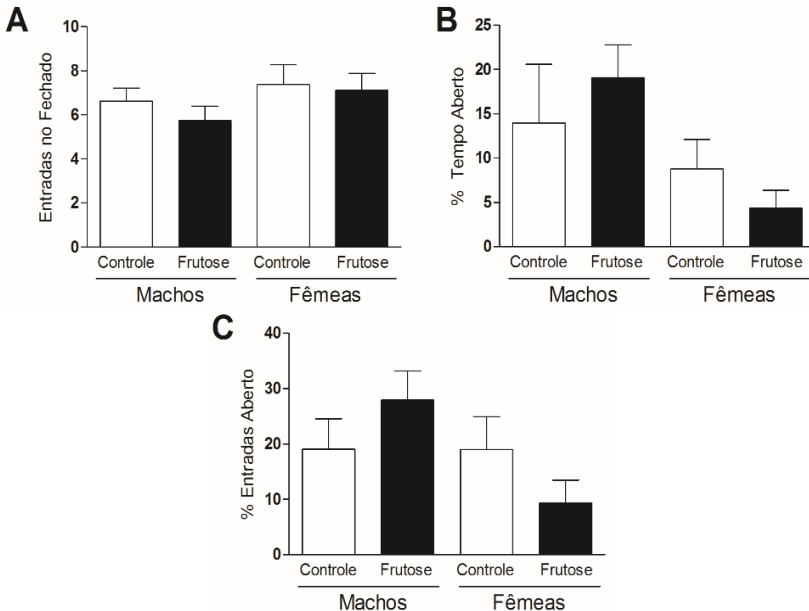 A
Entradas no Fechado
10
8
6
4
2
0
Controle Frutose Controle Frutose
Machos Fêmeas
B
% Tempo Aberto
25
20
15
10
5
0
Controle Frutose Controle Frutose
Machos Fêmeas
C
% Entradas Aberto
40
30
20
10
0
Controle Frutose Controle Frutose
Machos Fêmeas